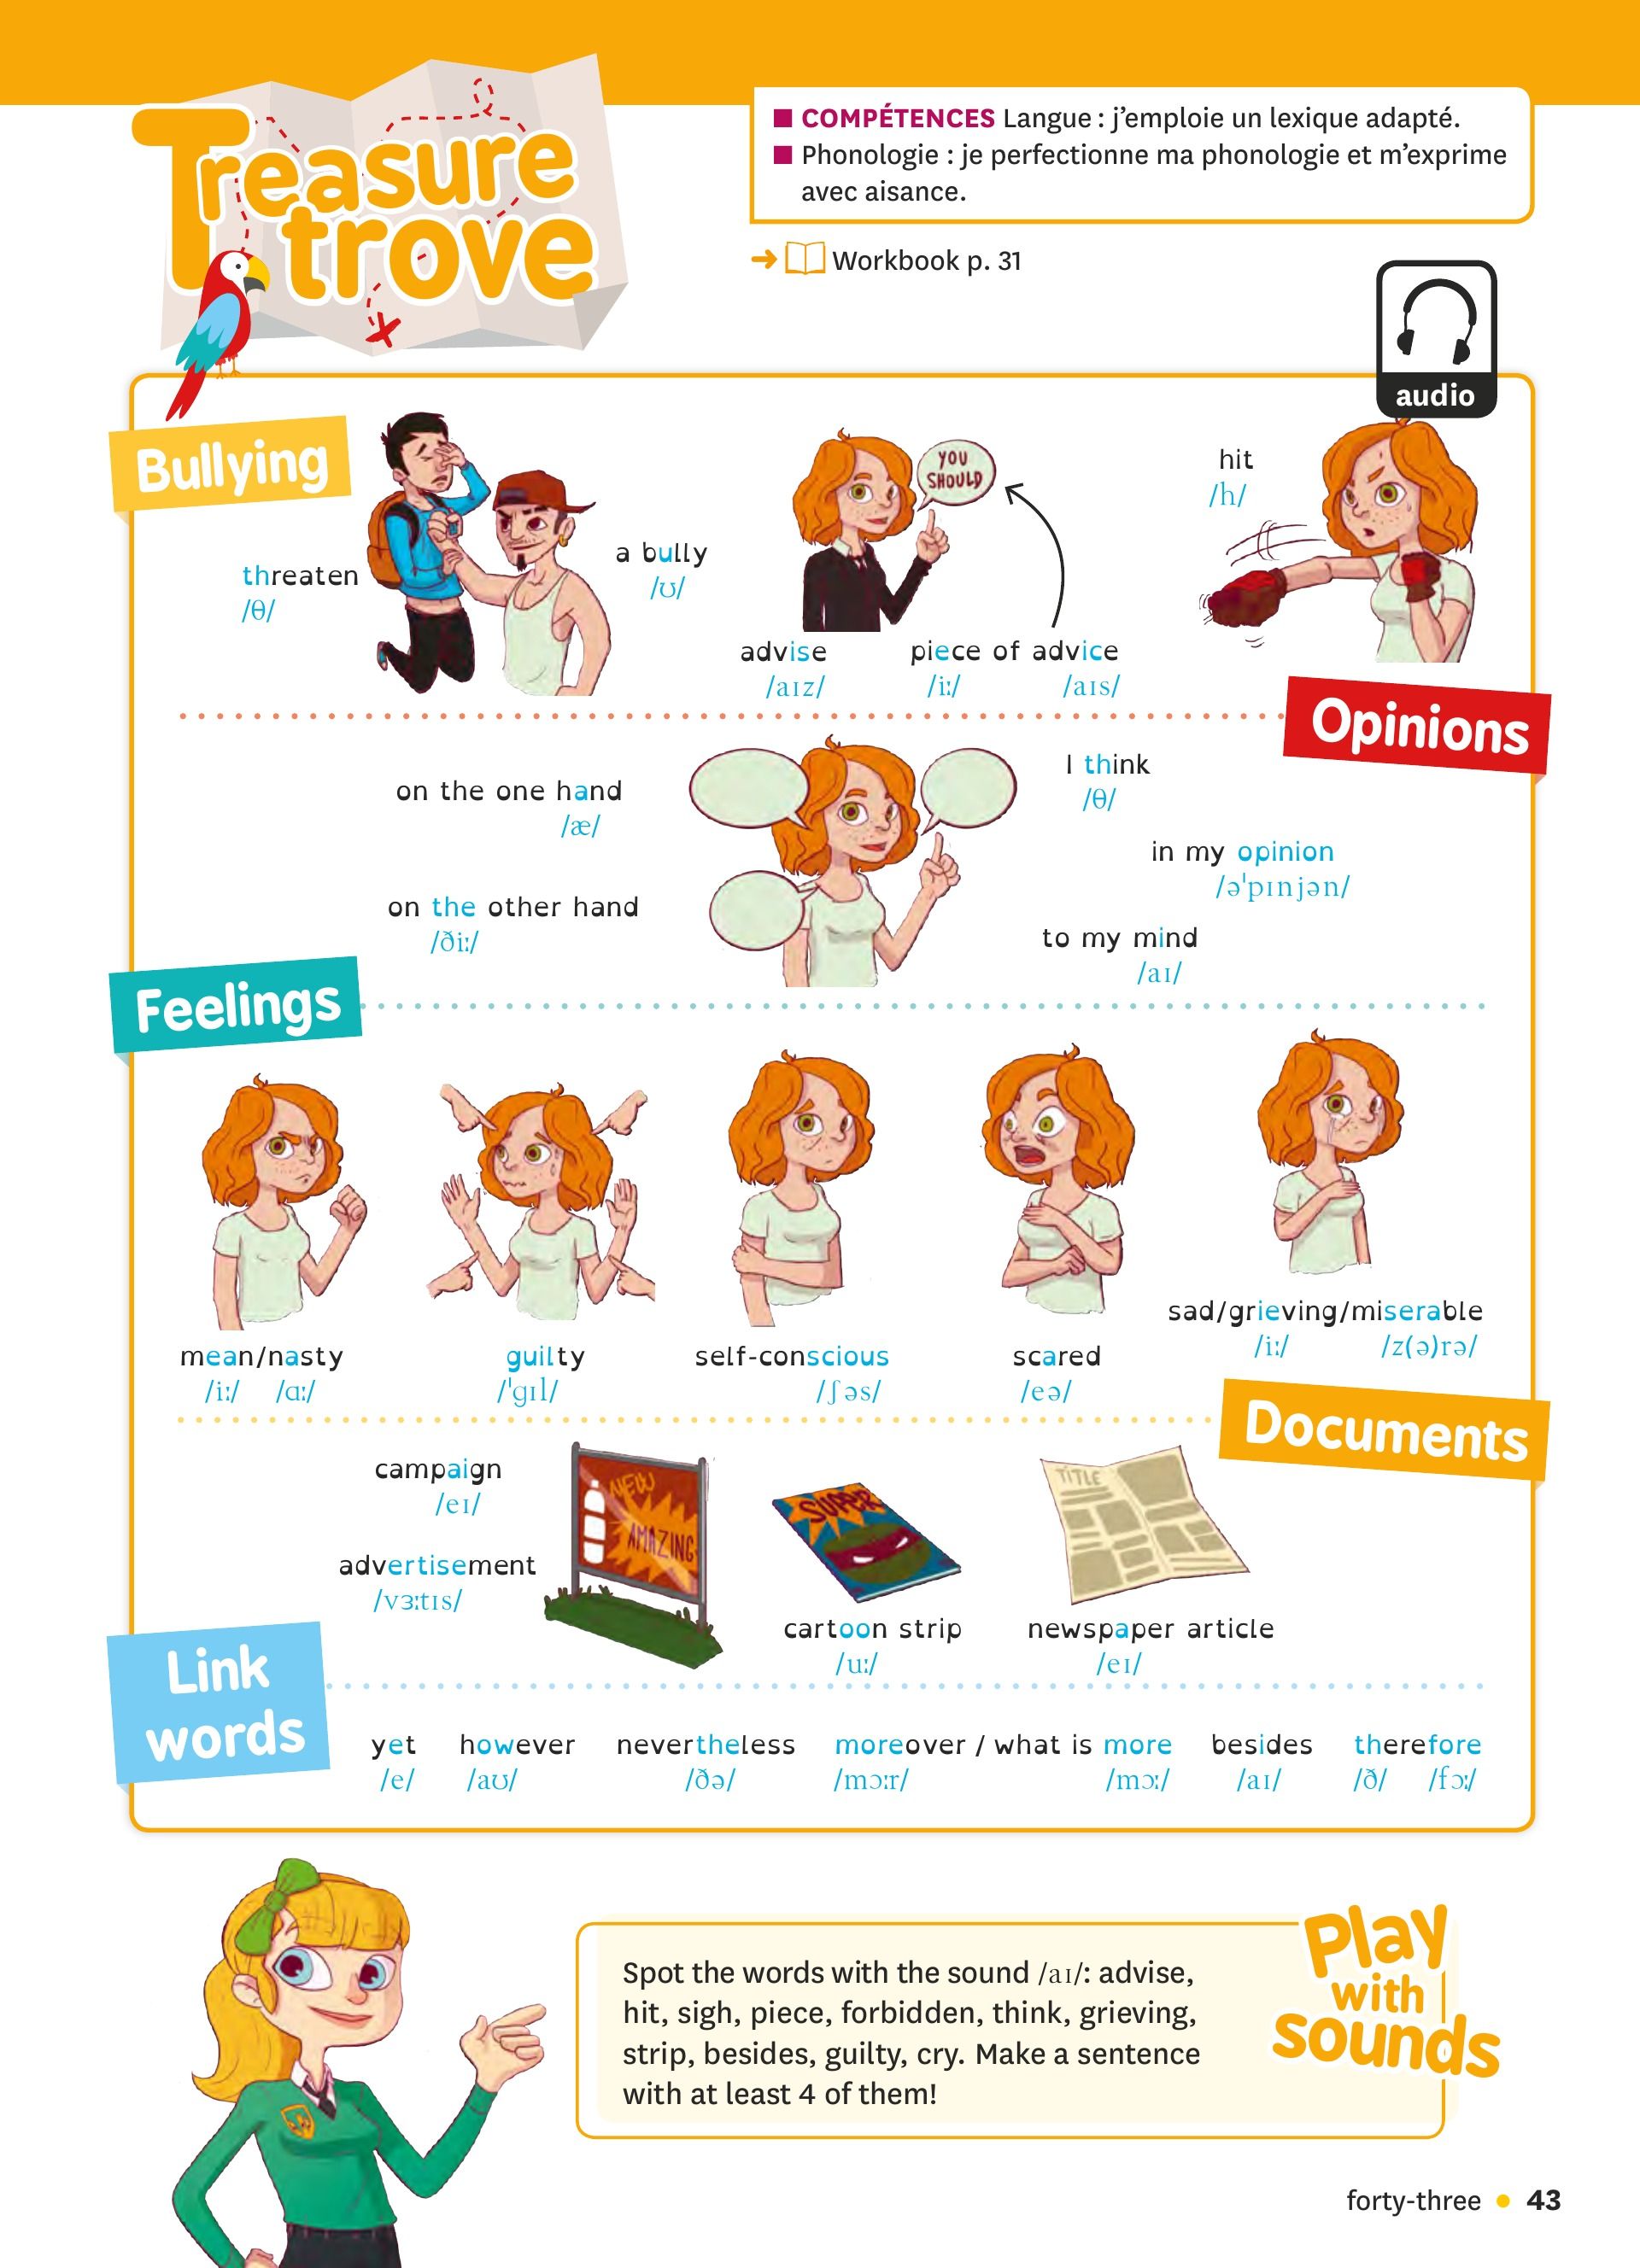 Treasure
trove
■ COMPÉTENCES Langue : j'emploie un lexique adapté.
■ Phonologie : je perfectionne ma phonologie et m'exprime
avec aisance.
➜ Workbook p. 31
audio
Bullying
threaten
/θ/
a bully
/ʊ/
YOU
SHOULD
advise
/aɪz/
piece of advice
/iː/ /aɪs/
hit
/h/
Opinions
on the one hand
/æ/
on the other hand
/ðiː/
I think
/θ/
in my opinion
/əˈpɪnjən/
to my mind
/aɪ/
Feelings
mean/nasty
/iː/ /ɑː/
guilty
/ˈgɪl/
self-conscious
/ʃəs/
scared
/eə/
sad/grieving/miserable
/iː/ /z(ə)rə/
Documents
campaign
/eɪ/
advertisement
/vɜːtɪs/
NEW
AMAZING
SUPER
cartoon strip
/uː/
TITLE
newspaper article
/eɪ/
Link
words
yet however nevertheless moreover / what is more besides therefore
/e/ /aʊ/ /ðə/ /mɔːr/ /mɔː/ /aɪ/ /ð/ /fɔː/
Play
with
sounds
Spot the words with the sound /aɪ/: advise,
hit, sigh, piece, forbidden, think, grieving,
strip, besides, guilty, cry. Make a sentence
with at least 4 of them!
forty-three • 43